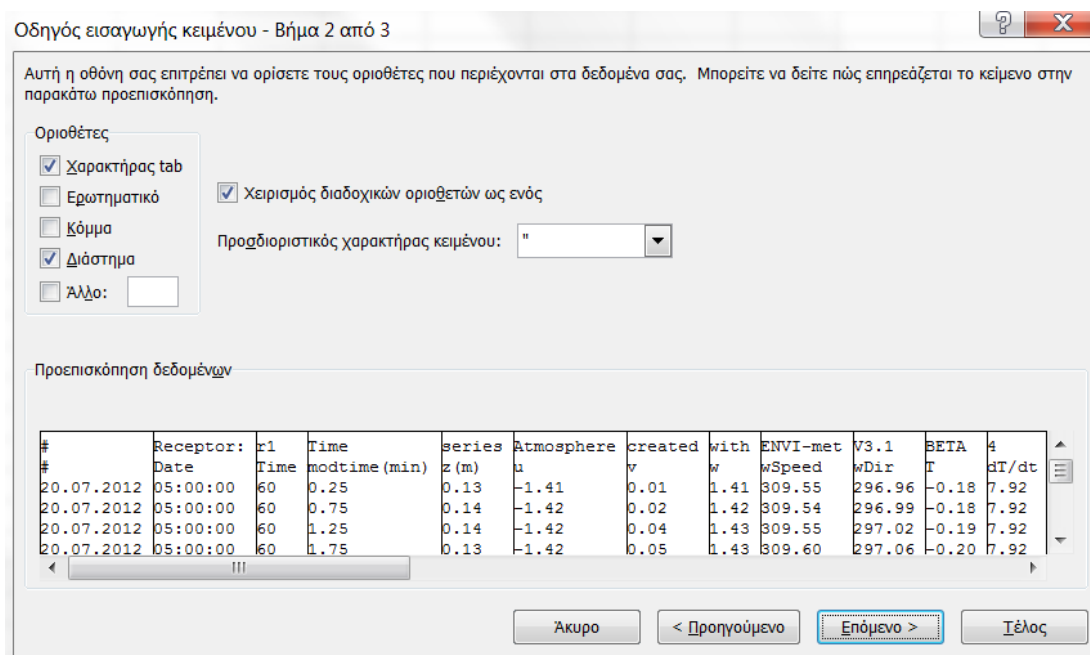 Οδηγός εισαγωγής κειμένου - Βήμα 2 από 3
Αυτή η οθόνη σας επιτρέπει να ορίσετε τους οριοθέτες που περιέχονται στα δεδομένα σας. Μπορείτε να δείτε πώς επηρεάζεται το κείμενο στην
παρακάτω προεπισκόπηση.
Οριοθέτες
Χαρακτήρας tab
Ερωτηματικό
Κόμμα
Διάστημα
Άλλο:
Χειρισμός διαδοχικών οριοθετών ως ενός
Προσδιοριστικός χαρακτήρας κειμένου: "
Προεπισκόπηση δεδομένων
# Receptor: r1 Time series Atmosphere created with ENVI-met V3.1 BETA 4
# Date Time modtime(min) z(m) u v w wSpeed wDir T dT/dt
20.07.2012 05:00:00 60 0.25 0.13 -1.41 0.01 1.41 309.55 296.96 -0.18 7.92
20.07.2012 05:00:00 60 0.75 0.14 -1.42 0.02 1.42 309.54 296.99 -0.18 7.92
20.07.2012 05:00:00 60 1.25 0.14 -1.42 0.04 1.43 309.55 297.02 -0.19 7.92
20.07.2012 05:00:00 60 1.75 0.13 -1.42 0.05 1.43 309.60 297.06 -0.20 7.92
Άκυρο
< Προηγούμενο
Επόμενο >
Τέλος